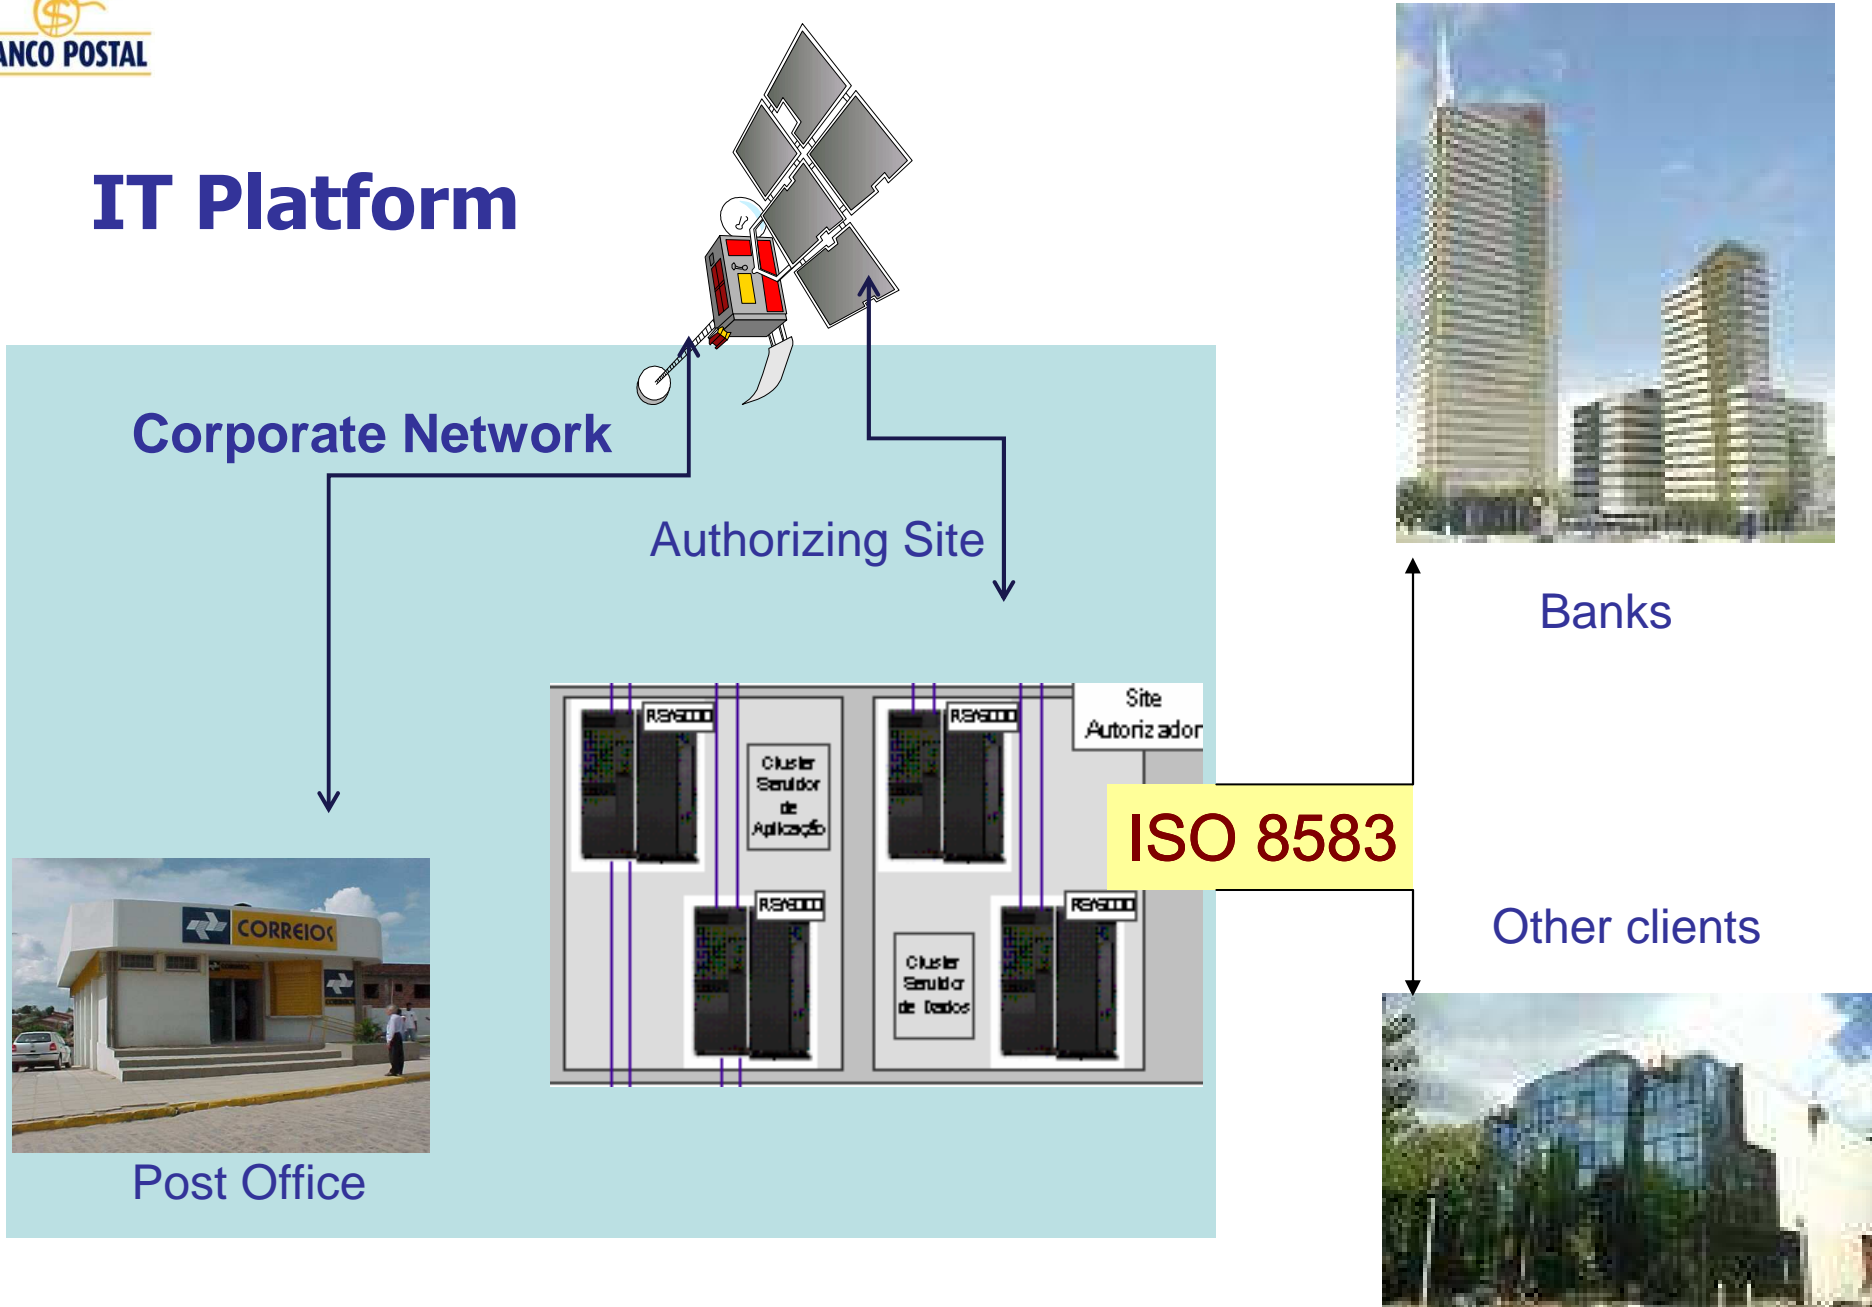 ANCO POSTAL
IT Platform
Corporate Network
Authorizing Site
Banks
Site
Autorizador
Cluster
Servidor
de
Aplicação
ISO 8583
Cluster
Servidor
de Dados
Other clients
CORREIOS
Post Office